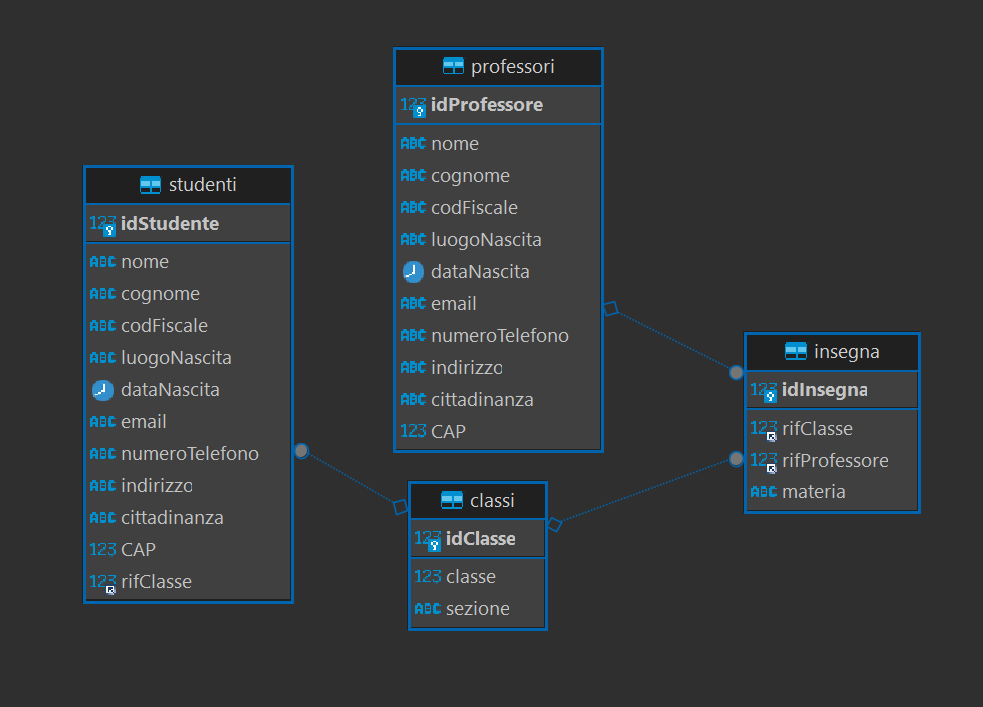 studenti
123 idStudente
ABC nome
ABC cognome
ABC codFiscale
ABC luogoNascita
dataNascita
ABC email
ABC numeroTelefono
ABC indirizzo
ABC cittadinanza
123 CAP
123 rifClasse
professori
123 idProfessore
ABC nome
ABC cognome
ABC codFiscale
ABC luogoNascita
dataNascita
ABC email
ABC numeroTelefono
ABC indirizzo
ABC cittadinanza
123 CAP
classi
123 idClasse
123 classe
ABC sezione
insegna
123 idInsegna
123 rifClasse
123 rifProfessore
ABC materia